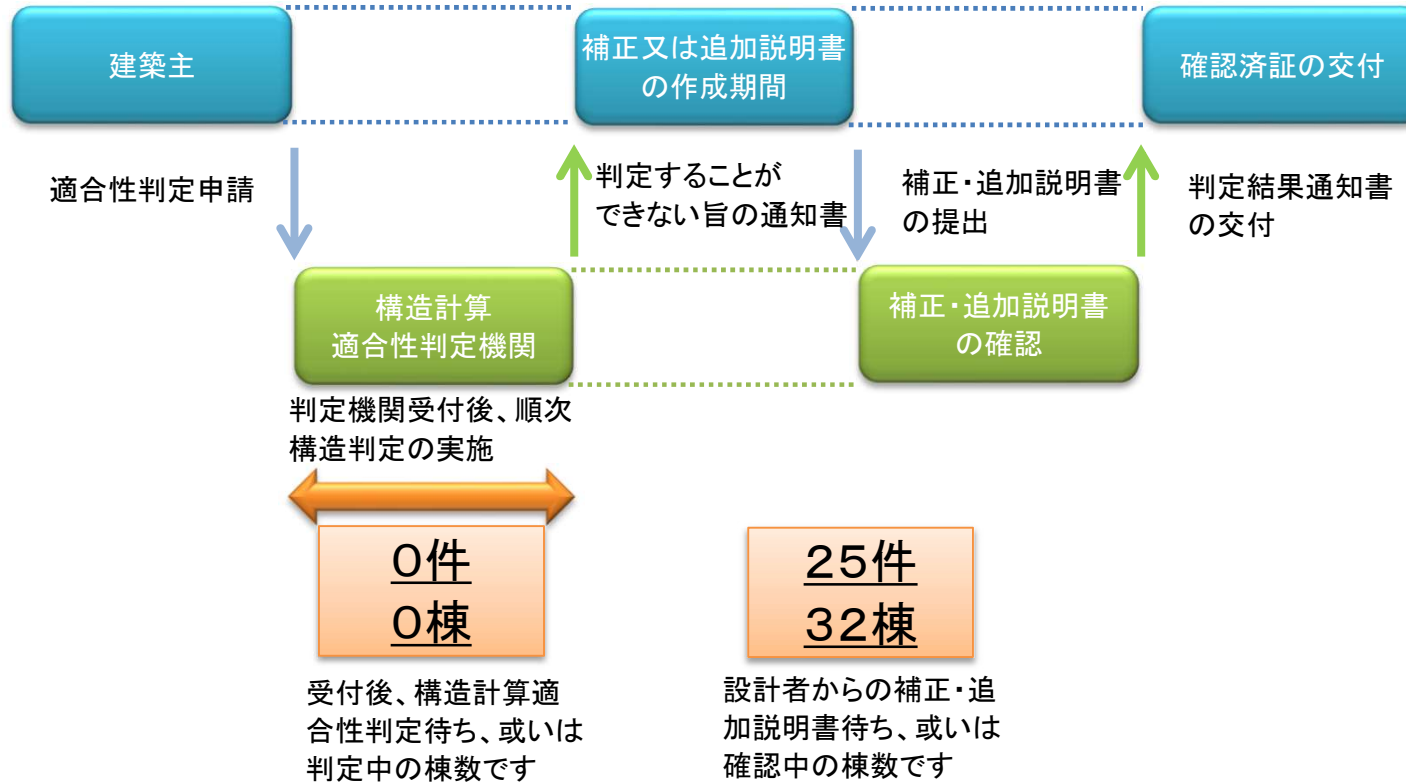 建築主
補正又は追加説明書
の作成期間
確認済証の交付
適合性判定申請
判定することが
できない旨の通知書
補正・追加説明書
の提出
判定結果通知書
の交付
構造計算
適合性判定機関
補正・追加説明書
の確認
判定機関受付後、順次
構造判定の実施
０件
０棟
２５件
３２棟
受付後、構造計算適
合性判定待ち、或いは
判定中の棟数です
設計者からの補正・追
加説明書待ち、或いは
確認中の棟数です